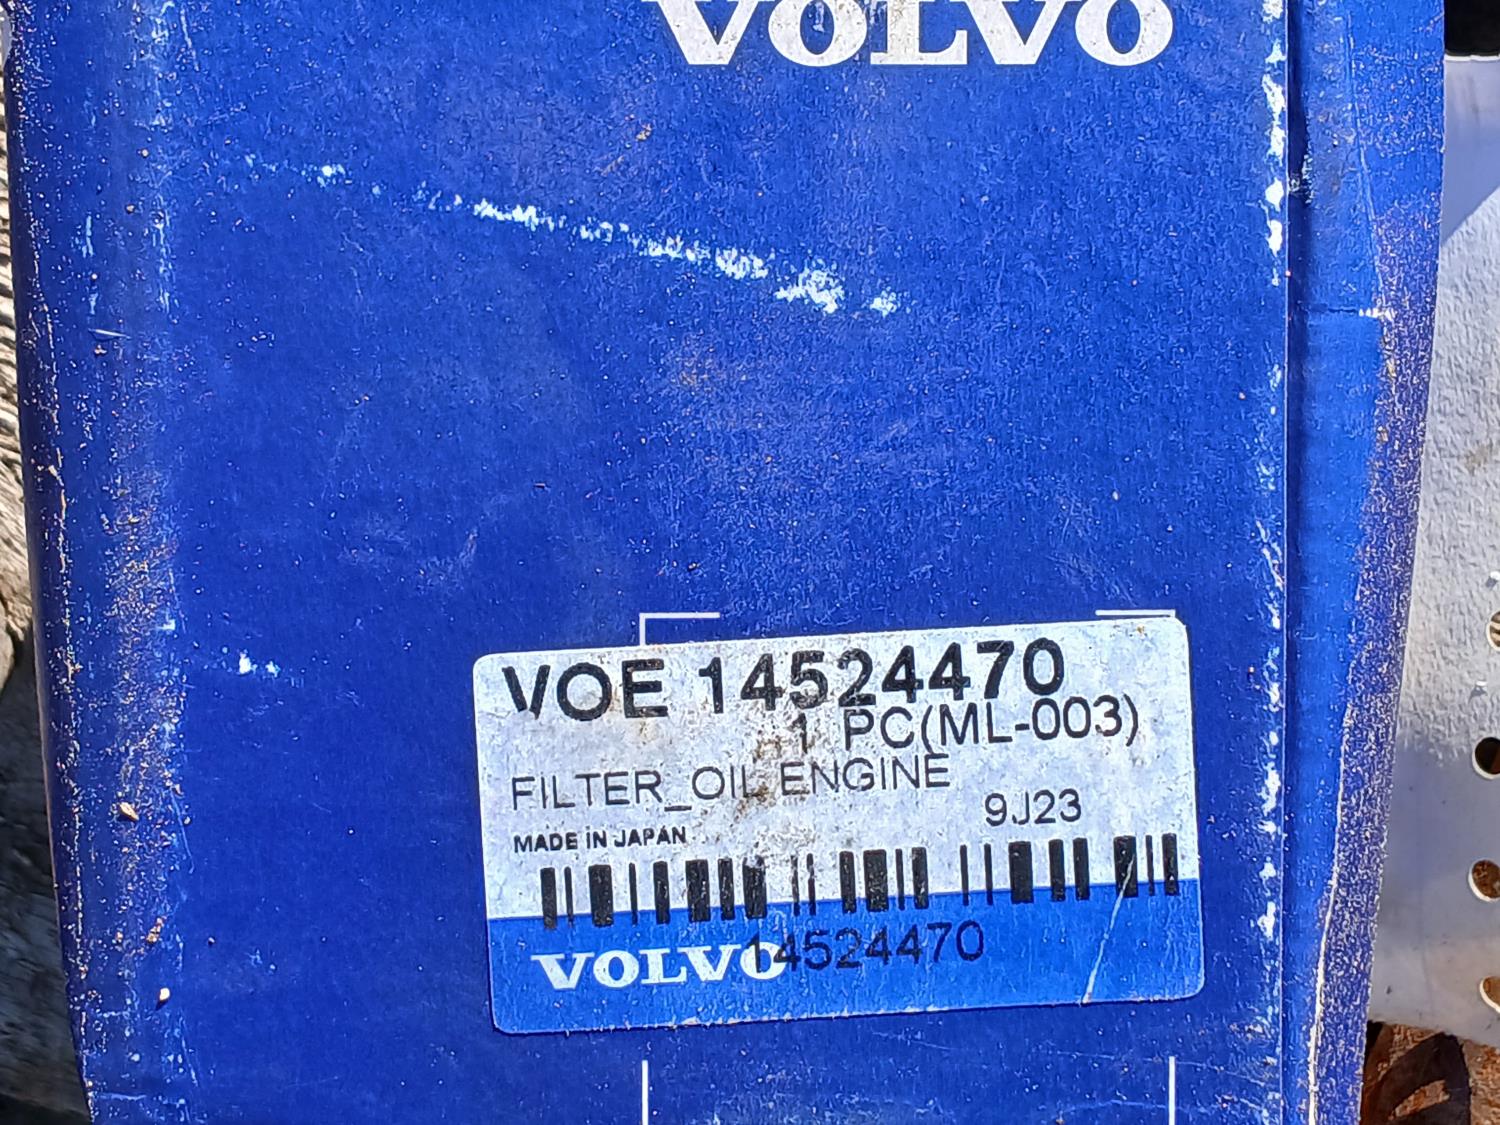 VOLVO
VOE 14524470
1 PC(ML-003)
FILTER_OIL ENGINE
9J23
MADE IN JAPAN
VOLVO
14524470